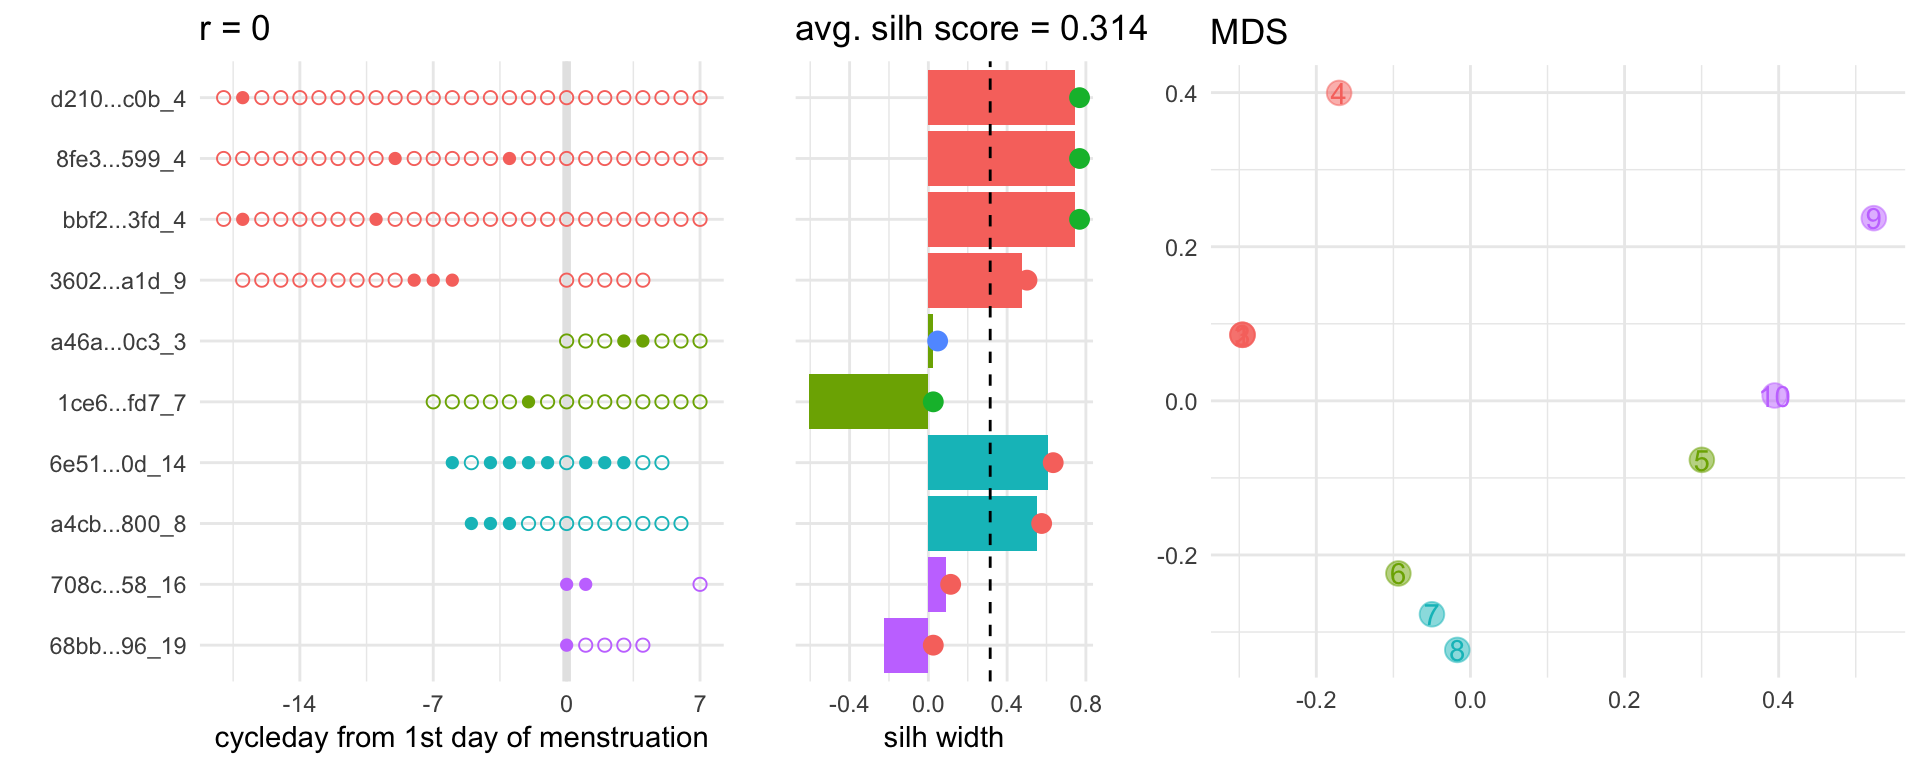 r = 0
d210...c0b_4
8fe3...599_4
bbf2...3fd_4
3602...a1d_9
a46a...0c3_3
1ce6...fd7_7
6e51...0d_14
a4cb...800_8
708c...58_16
68bb...96_19
-14 -7 0 7
cycleday from 1st day of menstruation
avg. silh score = 0.314
-0.4 0.0 0.4 0.8
silh width
MDS
0.4
0.2
0.0
-0.2
4
9
10
5
6
7
8
-0.2 0.0 0.2 0.4